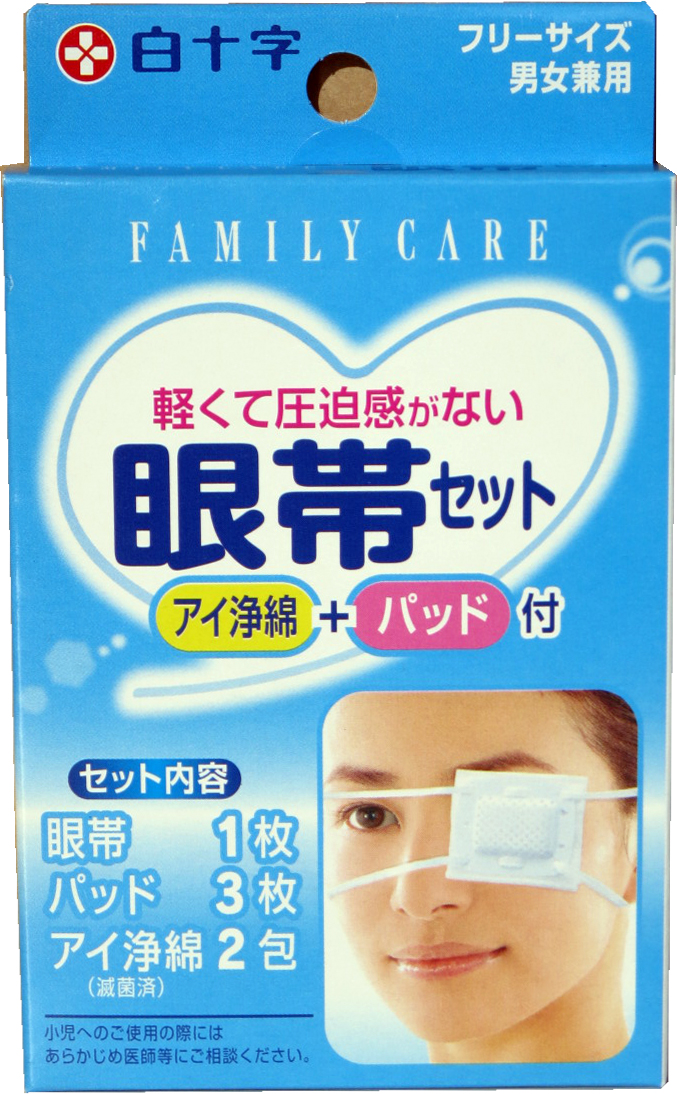 白十字
フリーサイズ
男女兼用
FAMILY CARE
軽くて圧迫感がない
眼帯セット
アイ浄綿+パッド付
セット内容
眼帯 1枚
パッド 3枚
アイ浄綿 2包
(滅菌済)
小児へのご使用の際には
あらかじめ医師等にご相談ください。